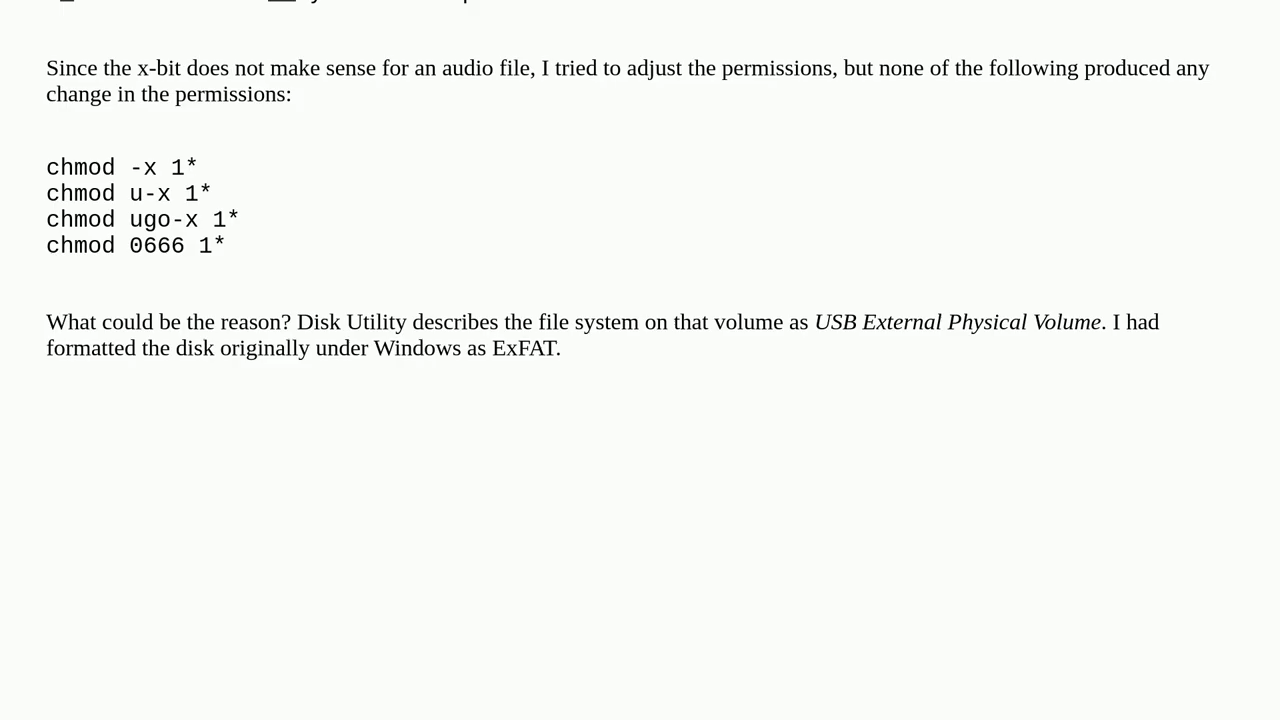 Since the x-bit does not make sense for an audio file, I tried to adjust the permissions, but none of the following produced any
change in the permissions:
chmod -x 1*
chmod u-x 1*
chmod ugo-x 1*
chmod 0666 1*
What could be the reason? Disk Utility describes the file system on that volume as USB External Physical Volume. I had
formatted the disk originally under Windows as ExFAT.